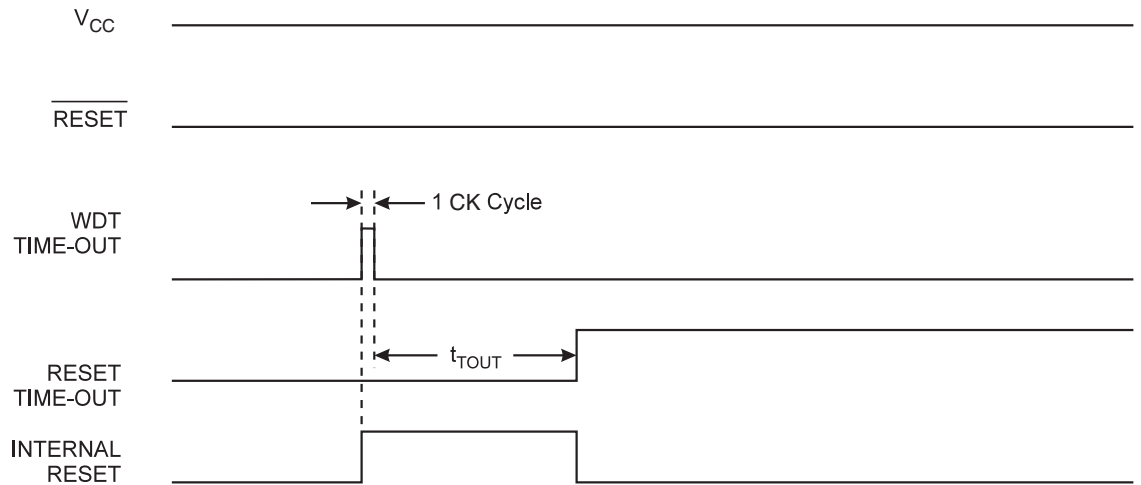 VCC
RESET
1 CK Cycle
WDT
TIME-OUT
tTOUT
RESET
TIME-OUT
INTERNAL
RESET